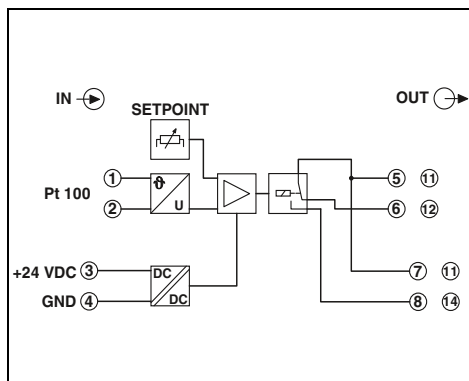 IN OUT
SETPOINT
1 ϑ 5 11
Pt 100
2 U 6 12
+24 VDC 3 DC 7 11
GND 4 DC 8 14